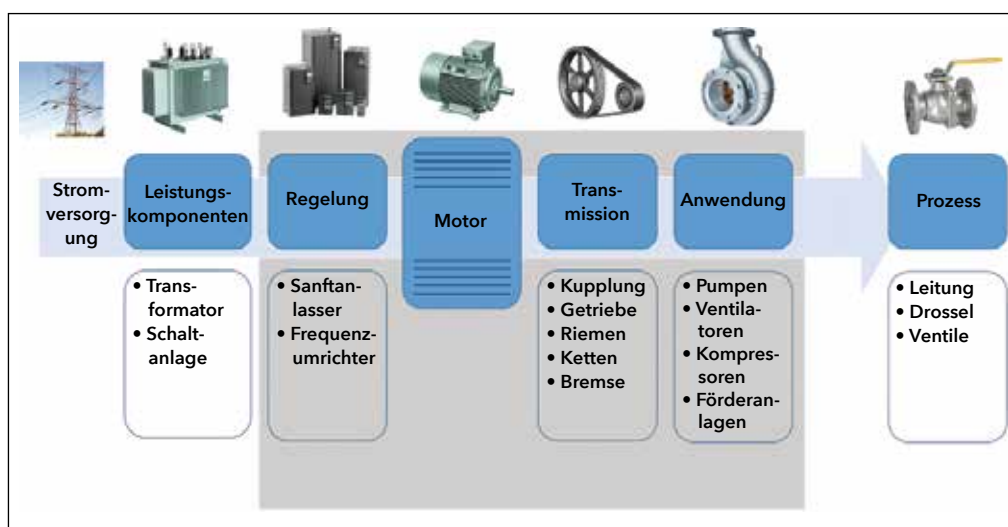 Strom-
versorg-
ung
Leistungs-
komponenten
Regelung
Motor
Trans-
mission
Anwendung
Prozess
• Trans-
formator
• Schalt-
anlage
• Sanftan-
lasser
• Frequenz-
umrichter
• Kupplung
• Getriebe
• Riemen
• Ketten
• Bremse
• Pumpen
• Ventila-
toren
• Kompres-
soren
• Förderan-
lagen
• Leitung
• Drossel
• Ventile